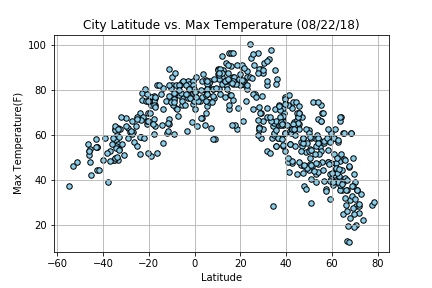 City Latitude vs. Max Temperature (08/22/18)
100
80
60
40
20
Max Temperature(F)
−60 −40 −20 0 20 40 60 80
Latitude